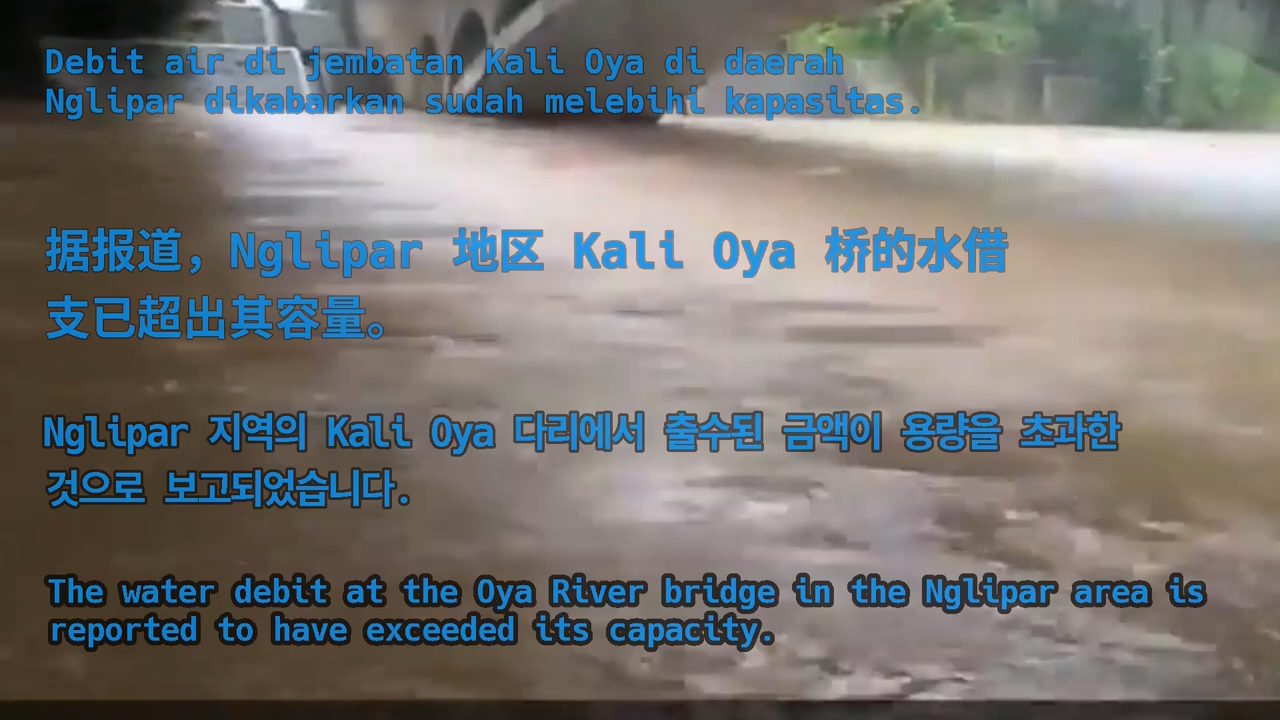 Debit air di jembatan Kali Oya di daerah
Nglipar dikabarkan sudah melebihi kapasitas.
据报道，Nglipar 地区 Kali Oya 桥的水借
支已超出其容量。
Nglipar 지역의 Kali Oya 다리에서 출수된 금액이 용량을 초과한
것으로 보고되었습니다.
The water debit at the Oya River bridge in the Nglipar area is
reported to have exceeded its capacity.